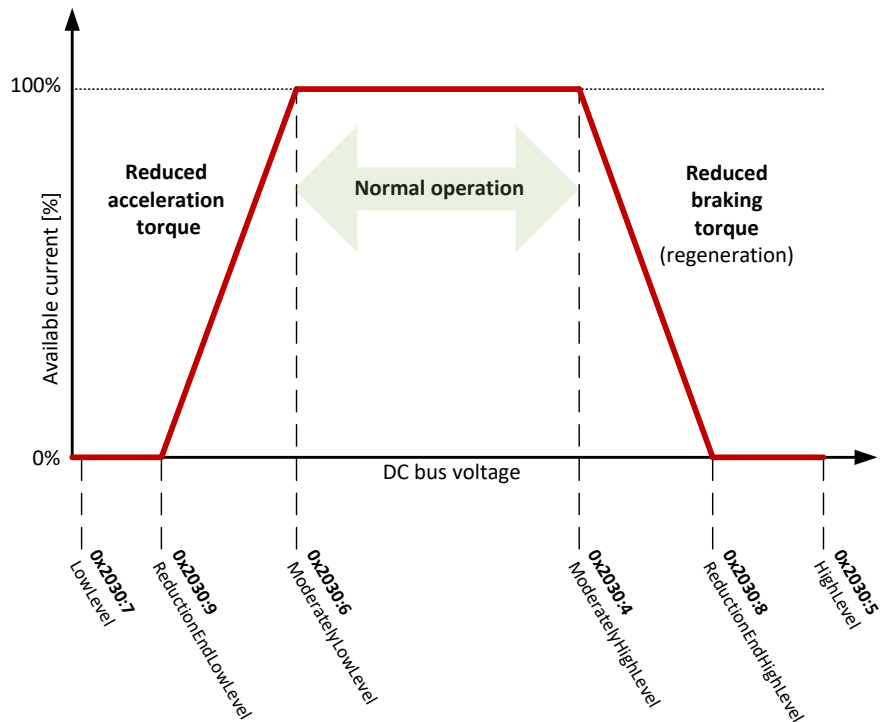 100%
Reduced
acceleration
torque
Normal operation
Reduced
braking
torque
(regeneration)
Available current [%]
0%
DC bus voltage
0x2030:7
LowLevel
0x2030:9
ReductionEndLowLevel
0x2030:6
ModeratelyLowLevel
0x2030:4
ModeratelyHighLevel
0x2030:8
ReductionEndHighLevel
0x2030:5
HighLevel